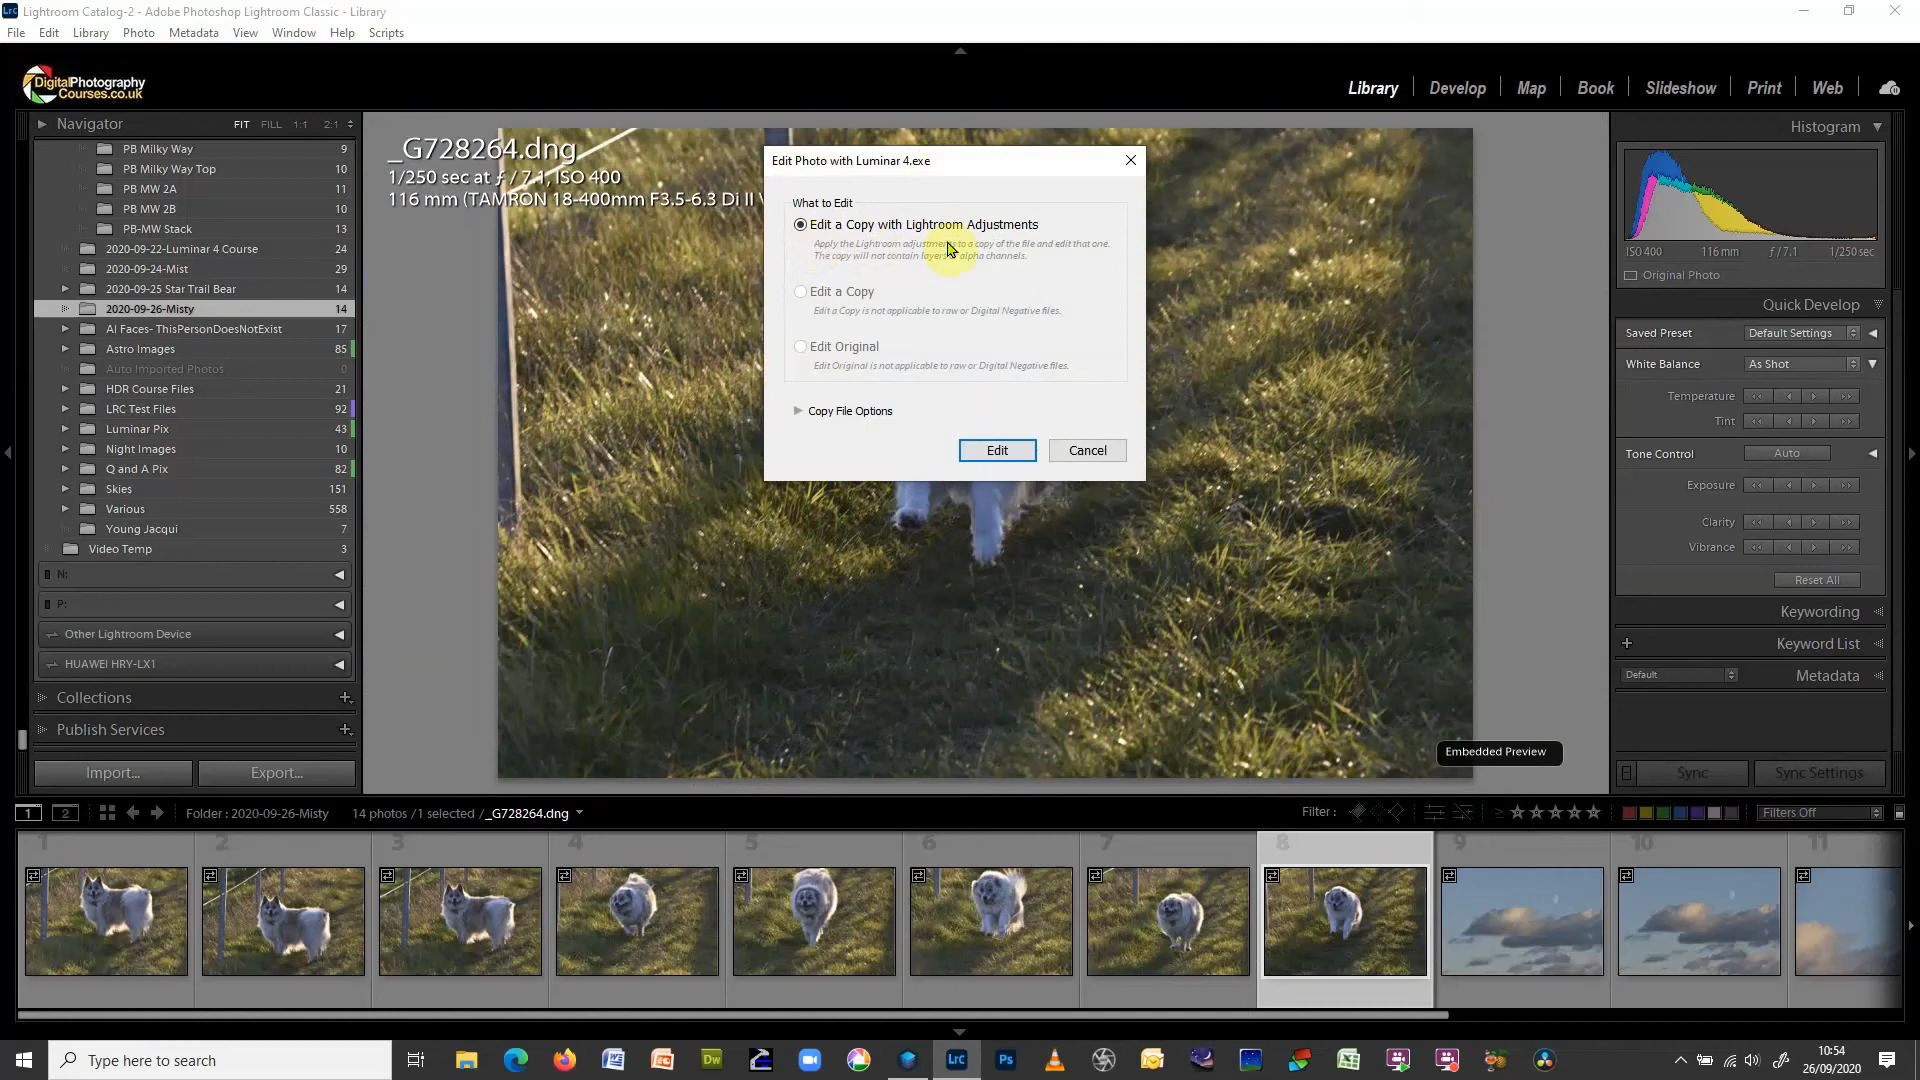 Lightroom Catalog-2 - Adobe Photoshop Lightroom Classic - Library
File Edit Library Photo Metadata View Window Help Scripts
DigitalPhotography
Courses.co.uk
Library Develop Map Book Slideshow Print Web
Navigator FIT FILL 1:1 2:1
PB Milky Way 9
PB Milky Way Top 10
PB MW 2A 11
PB MW 2B 10
PB-MW Stack 13
2020-09-22-Luminar 4 Course 24
2020-09-24-Mist 29
2020-09-25 Star Trail Bear 14
2020-09-26-Misty 14
AI Faces- ThisPersonDoesNotExist 17
Astro Images 85
Auto Imported Photos 0
HDR Course Files 21
LRC Test Files 92
Luminar Pix 43
Night Images 10
Q and A Pix 82
Skies 151
Various 558
Young Jacqui 7
Video Temp 3
N:
P:
Other Lightroom Device
HUAWEI HRY-LX1
Collections
Publish Services
Import... Export...
_G728264.dng
1/250 sec at ƒ / 7.1, ISO 400
116 mm (TAMRON 18-400mm F3.5-6.3 Di II
Edit Photo with Luminar 4.exe
What to Edit
Edit a Copy with Lightroom Adjustments
Apply the Lightroom adjustments to a copy of the file and edit that one.
The copy will not contain layers alpha channels.
Edit a Copy
Edit a Copy is not applicable to raw or Digital Negative files.
Edit Original
Edit Original is not applicable to raw or Digital Negative files.
Copy File Options
Edit Cancel
Embedded Preview
Histogram
ISO 400 116 mm ƒ / 7.1 1/250 sec
Original Photo
Quick Develop
Saved Preset Default Settings
White Balance As Shot
Temperature
Tint
Tone Control Auto
Exposure
Clarity
Vibrance
Reset All
Keywording
Keyword List
Default Metadata
Sync Sync Settings
1 2 Folder : 2020-09-26-Misty 14 photos /1 selected /_G728264.dng Filter : Filters Off
1 2 3 4 5 6 7 8 9 10 11
Type here to search
Dw
Lrc
Ps
10:54
26/09/2020